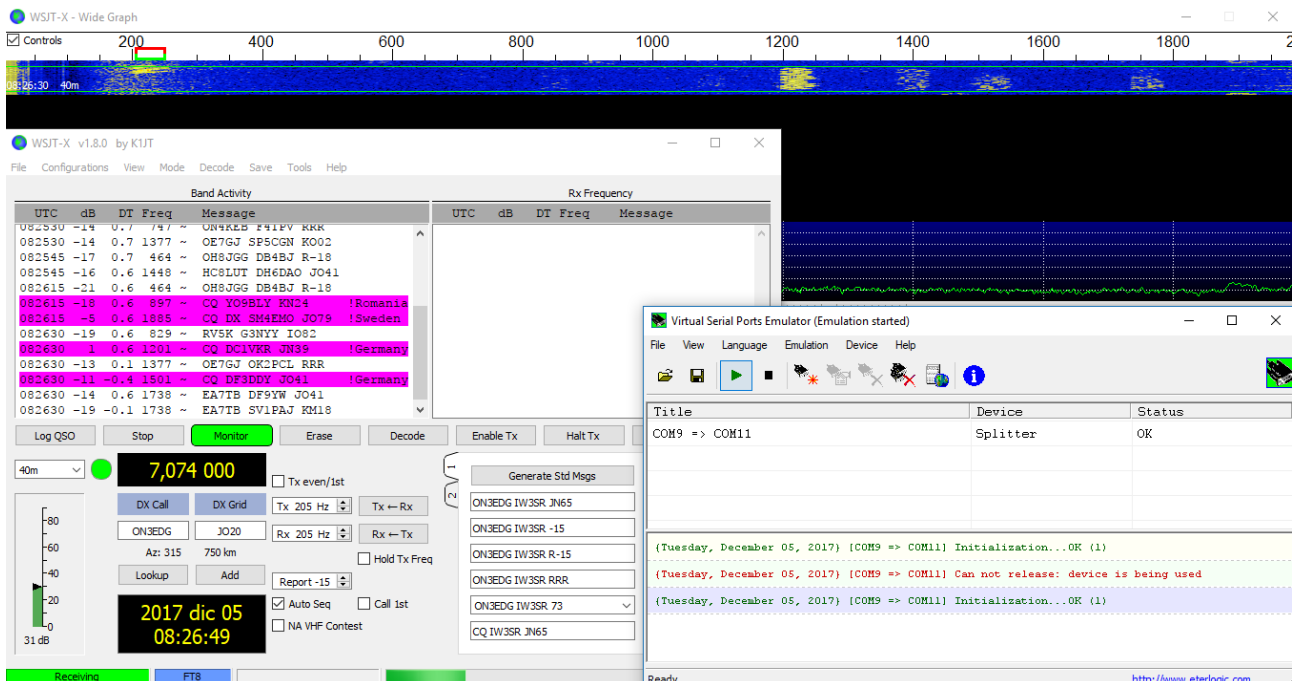 WSJT-X - Wide Graph
Controls
200 400 600 800 1000 1200 1400 1600 1800
08:26:30 40m
WSJT-X v1.8.0 by K1JT
File Configurations View Mode Decode Save Tools Help
Band Activity
UTC dB DT Freq Message
082530 -14 0.7 747 ~ ON4KEB F4IPV RRR
082530 -14 0.7 1377 ~ OE7GJ SP5CGN KO02
082545 -17 0.7 464 ~ OH8JGG DB4BJ R-18
082545 -16 0.6 1448 ~ HC8LUT DH6DAO JO41
082615 -21 0.6 464 ~ OH8JGG DB4BJ R-18
082615 -18 0.6 897 ~ CQ YO9BLY KN24 !Romania
082615 -5 0.6 1885 ~ CQ DX SM4EMO JO79 !Sweden
082630 -19 0.6 829 ~ RV5K G3NYY IO82
082630 1 0.6 1201 ~ CQ DC1VKR JN39 !Germany
082630 -13 0.1 1377 ~ OE7GJ OK2PCL RRR
082630 -11 -0.4 1501 ~ CQ DF3DDY JO41 !Germany
082630 -14 0.6 1738 ~ EA7TB DF9YW JO41
082630 -19 -0.1 1738 ~ EA7TB SV1PAJ KM18
Rx Frequency
UTC dB DT Freq Message
Log QSO Stop Monitor Erase Decode Enable Tx Halt Tx
40m
7,074 000
Tx even/1st
DX Call DX Grid
Tx 205 Hz Tx ← Rx
ON3EDG JO20
Rx 205 Hz Rx ← Tx
Az: 315 750 km
Hold Tx Freq
Lookup Add
Report -15
Auto Seq Call 1st
NA VHF Contest
2017 dic 05
08:26:49
-80
-60
-40
-20
-0
31 dB
1
2
Generate Std Msgs
ON3EDG IW3SR JN65
ON3EDG IW3SR -15
ON3EDG IW3SR R-15
ON3EDG IW3SR RRR
ON3EDG IW3SR 73
CQ IW3SR JN65
Receiving FT8
Virtual Serial Ports Emulator (Emulation started)
File View Language Emulation Device Help
Title Device Status
COM9 => COM11 Splitter OK
{Tuesday, December 05, 2017} [COM9 => COM11] Initialization...OK (1)
{Tuesday, December 05, 2017} [COM9 => COM11] Can not release: device is being used
{Tuesday, December 05, 2017} [COM9 => COM11] Initialization...OK (1)
Ready
http://www.eterlogic.com